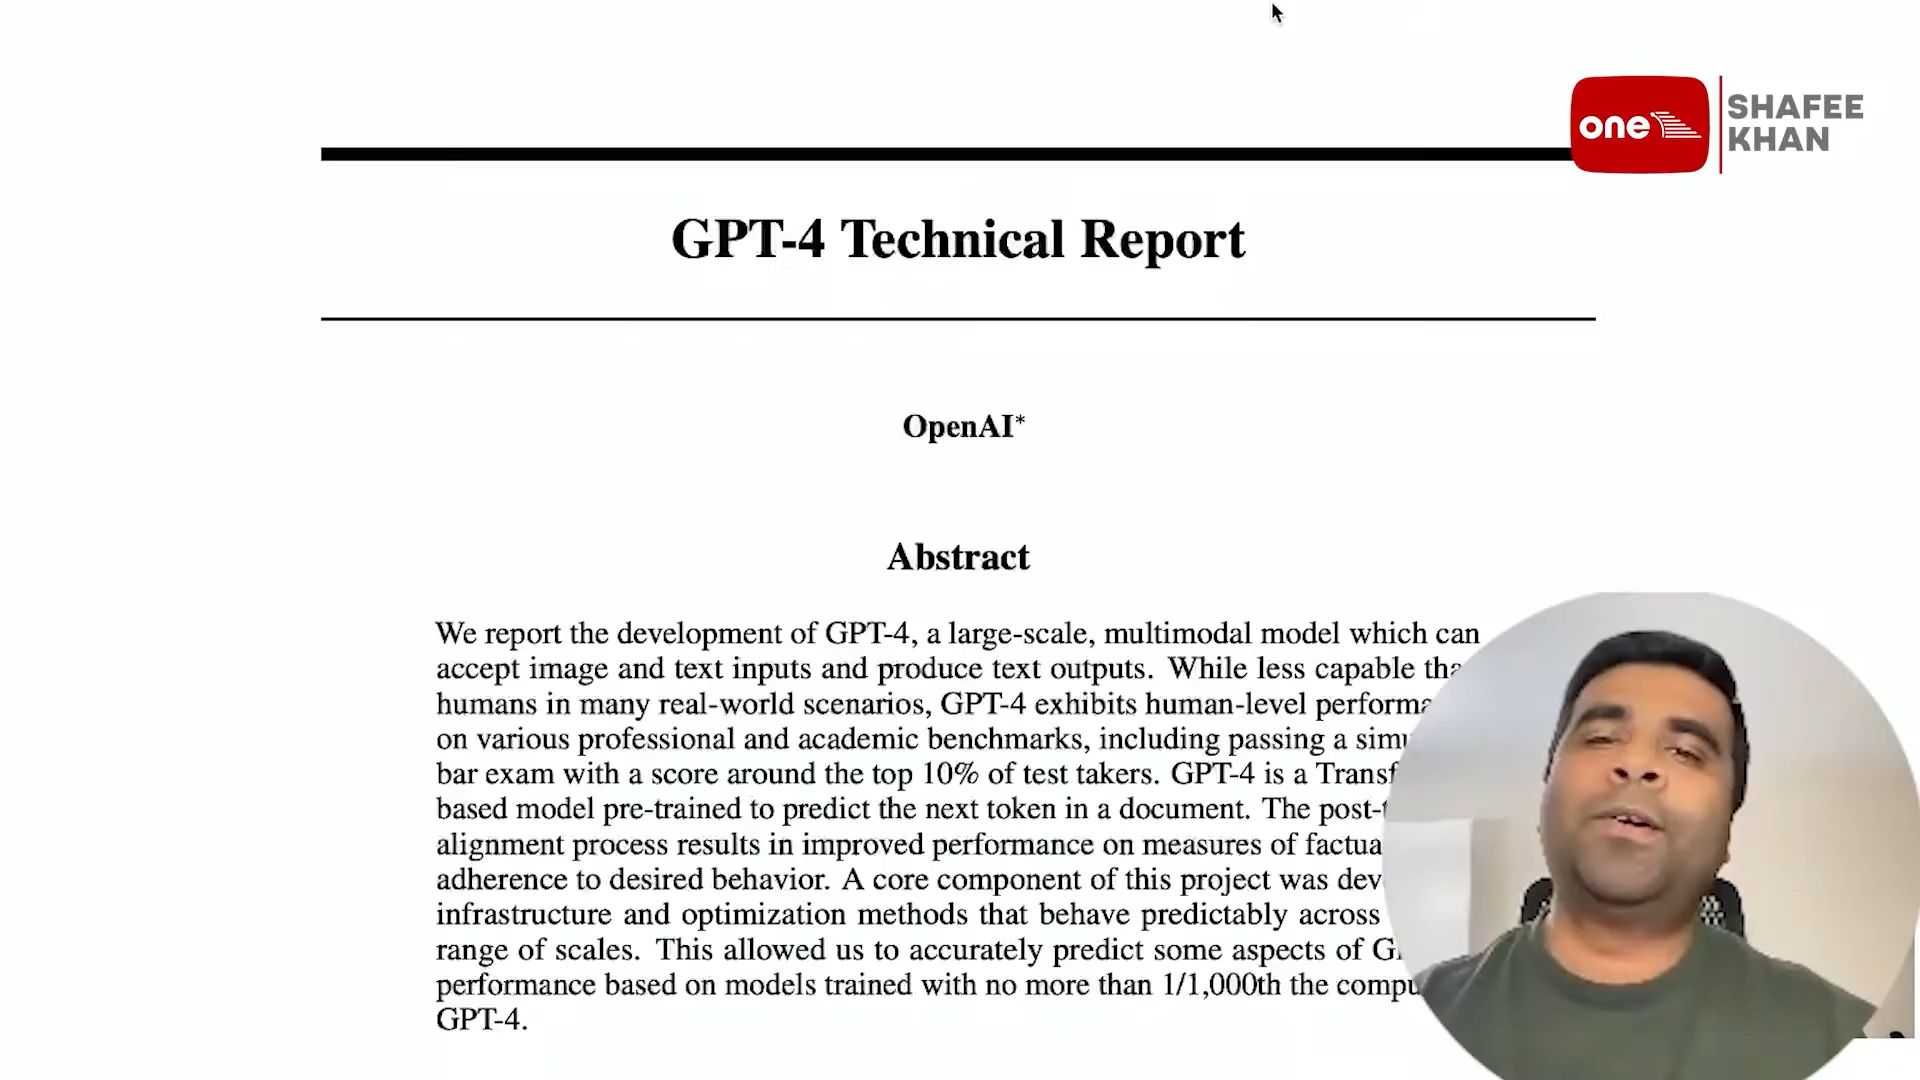 one
SHAFEE
KHAN
GPT-4 Technical Report
OpenAI*
Abstract
We report the development of GPT-4, a large-scale, multimodal model which can
accept image and text inputs and produce text outputs. While less capable
humans in many real-world scenarios, GPT-4 exhibits human-level
on various professional and academic benchmarks, including passing a
bar exam with a score around the top 10% of test takers. GPT-4 is a
based model pre-trained to predict the next token in a document. The
alignment process results in improved performance on measures of
adherence to desired behavior. A core component of this project was
infrastructure and optimization methods that behave predictably across
range of scales. This allowed us to accurately predict some aspects of
performance based on models trained with no more than 1/1,000th the
GPT-4.